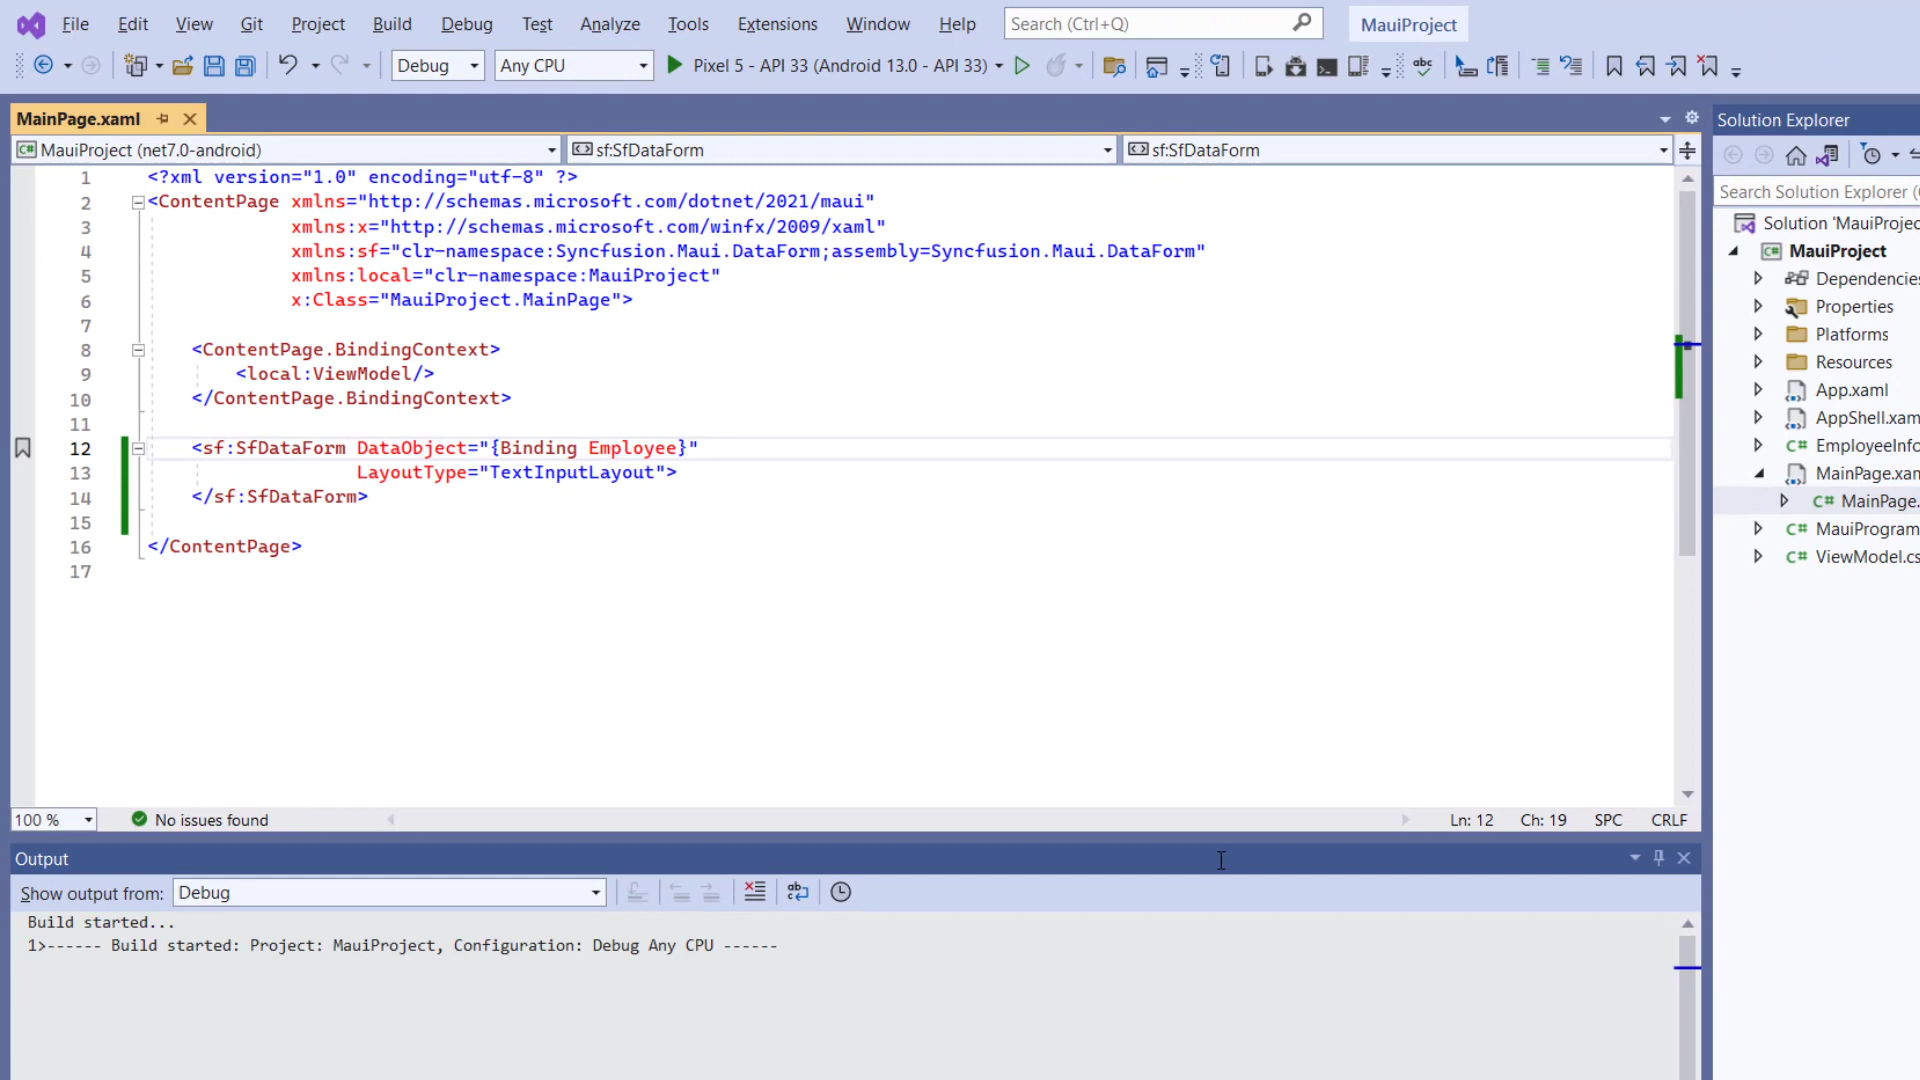 File Edit View Git Project Build Debug Test Analyze Tools Extensions Window Help Search (Ctrl+Q) MauiProject
Debug Any CPU Pixel 5 - API 33 (Android 13.0 - API 33)
MainPage.xaml
MauiProject (net7.0-android) sf:SfDataForm sf:SfDataForm
1 <?xml version="1.0" encoding="utf-8" ?>
2 <ContentPage xmlns="http://schemas.microsoft.com/dotnet/2021/maui"
3 xmlns:x="http://schemas.microsoft.com/winfx/2009/xaml"
4 xmlns:sf="clr-namespace:Syncfusion.Maui.DataForm;assembly=Syncfusion.Maui.DataForm"
5 xmlns:local="clr-namespace:MauiProject"
6 x:Class="MauiProject.MainPage">
7
8 <ContentPage.BindingContext>
9 <local:ViewModel/>
10 </ContentPage.BindingContext>
11
12 <sf:SfDataForm DataObject="{Binding Employee}"
13 LayoutType="TextInputLayout">
14 </sf:SfDataForm>
15
16 </ContentPage>
17
100 % No issues found Ln: 12 Ch: 19 SPC CRLF
Output
Show output from: Debug
Build started...
1>------ Build started: Project: MauiProject, Configuration: Debug Any CPU ------
Solution Explorer
Search Solution Explorer (C
Solution 'MauiProjec
MauiProject
Dependencies
Properties
Platforms
Resources
App.xaml
AppShell.xam
EmployeeInfo
MainPage.xam
C# MainPage.
C# MauiProgram
C# ViewModel.cs